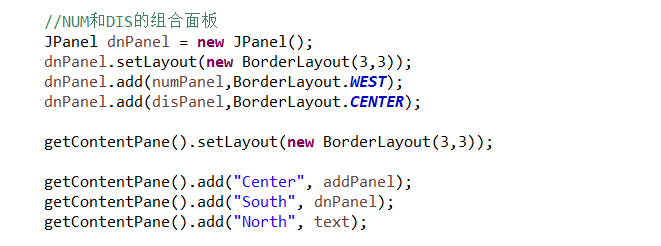 //NUM和DIS的组合面板
JPanel dnPanel = new JPanel();
dnPanel.setLayout(new BorderLayout(3,3));
dnPanel.add(numPanel,BorderLayout.WEST);
dnPanel.add(disPanel,BorderLayout.CENTER);
getContentPane().setLayout(new BorderLayout(3,3));
getContentPane().add("Center", addPanel);
getContentPane().add("South", dnPanel);
getContentPane().add("North", text);